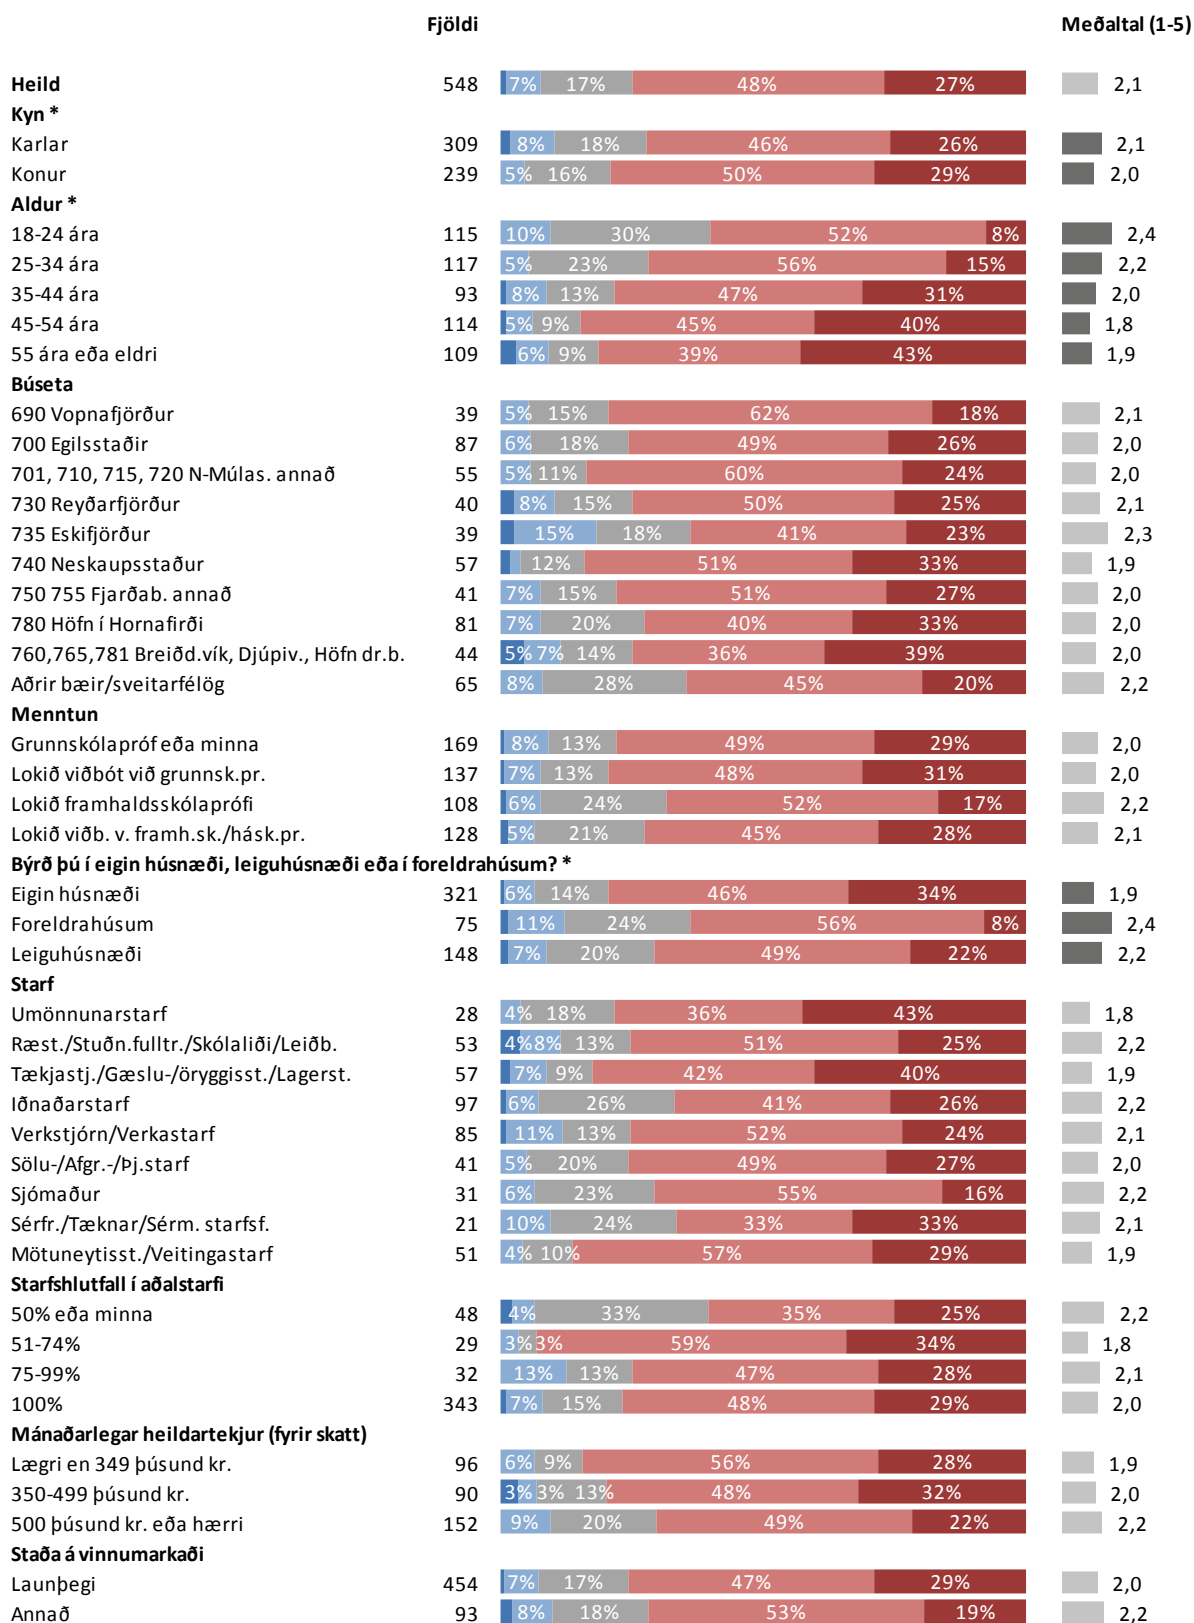 Fjöldi Meðaltal (1-5)
Heild 548 7% 17% 48% 27% 2,1
Kyn *
Karlar 309 8% 18% 46% 26% 2,1
Konur 239 5% 16% 50% 29% 2,0
Aldur *
18-24 ára 115 10% 30% 52% 8% 2,4
25-34 ára 117 5% 23% 56% 15% 2,2
35-44 ára 93 8% 13% 47% 31% 2,0
45-54 ára 114 5% 9% 45% 40% 1,8
55 ára eða eldri 109 6% 9% 39% 43% 1,9
Búseta
690 Vopnafjörður 39 5% 15% 62% 18% 2,1
700 Egilsstaðir 87 6% 18% 49% 26% 2,0
701, 710, 715, 720 N-Múlas. annað 55 5% 11% 60% 24% 2,0
730 Reyðarfjörður 40 8% 15% 50% 25% 2,1
735 Eskifjörður 39 15% 18% 41% 23% 2,3
740 Neskaupsstaður 57 12% 51% 33% 1,9
750 755 Fjarðab. annað 41 7% 15% 51% 27% 2,0
780 Höfn í Hornafirði 81 7% 20% 40% 33% 2,0
760,765,781 Breiðd.vík, Djúpiv., Höfn dr.b. 44 5% 7% 14% 36% 39% 2,0
Aðrir bæir/sveitarfélög 65 8% 28% 45% 20% 2,2
Menntun
Grunnskólapróf eða minna 169 8% 13% 49% 29% 2,0
Lokið viðbót við grunnsk.pr. 137 7% 13% 48% 31% 2,0
Lokið framhaldsskólaprófi 108 6% 24% 52% 17% 2,2
Lokið viðb. v. framh.sk./hásk.pr. 128 5% 21% 45% 28% 2,1
Býrð þú í eigin húsnæði, leiguhúsnæði eða í foreldrahúsum? *
Eigin húsnæði 321 6% 14% 46% 34% 1,9
Foreldrahúsum 75 11% 24% 56% 8% 2,4
Leiguhúsnæði 148 7% 20% 49% 22% 2,2
Starf
Umönnunarstarf 28 4% 18% 36% 43% 1,8
Ræst./Stuðn.fulltr./Skólaliði/Leiðb. 53 4% 8% 13% 51% 25% 2,2
Tækjastj./Gæslu-/öryggisst./Lagerst. 57 7% 9% 42% 40% 1,9
Iðnaðarstarf 97 6% 26% 41% 26% 2,2
Verkstjórn/Verkastarf 85 11% 13% 52% 24% 2,1
Sölu-/Afgr.-/Þj.starf 41 5% 20% 49% 27% 2,0
Sjómaður 31 6% 23% 55% 16% 2,2
Sérfr./Tæknar/Sérm. starfsf. 21 10% 24% 33% 33% 2,1
Mötuneytisst./Veitingastarf 51 4% 10% 57% 29% 1,9
Starfshlutfall í aðalstarfi
50% eða minna 48 4% 33% 35% 25% 2,2
51-74% 29 3% 3% 59% 34% 1,8
75-99% 32 13% 13% 47% 28% 2,1
100% 343 7% 15% 48% 29% 2,0
Mánaðarlegar heildartekjur (fyrir skatt)
Lægri en 349 þúsund kr. 96 6% 9% 56% 28% 1,9
350-499 þúsund kr. 90 3% 3% 13% 48% 32% 2,0
500 þúsund kr. eða hærri 152 9% 20% 49% 22% 2,2
Staða á vinnumarkaði
Launþegi 454 7% 17% 47% 29% 2,0
Annað 93 8% 18% 53% 19% 2,2